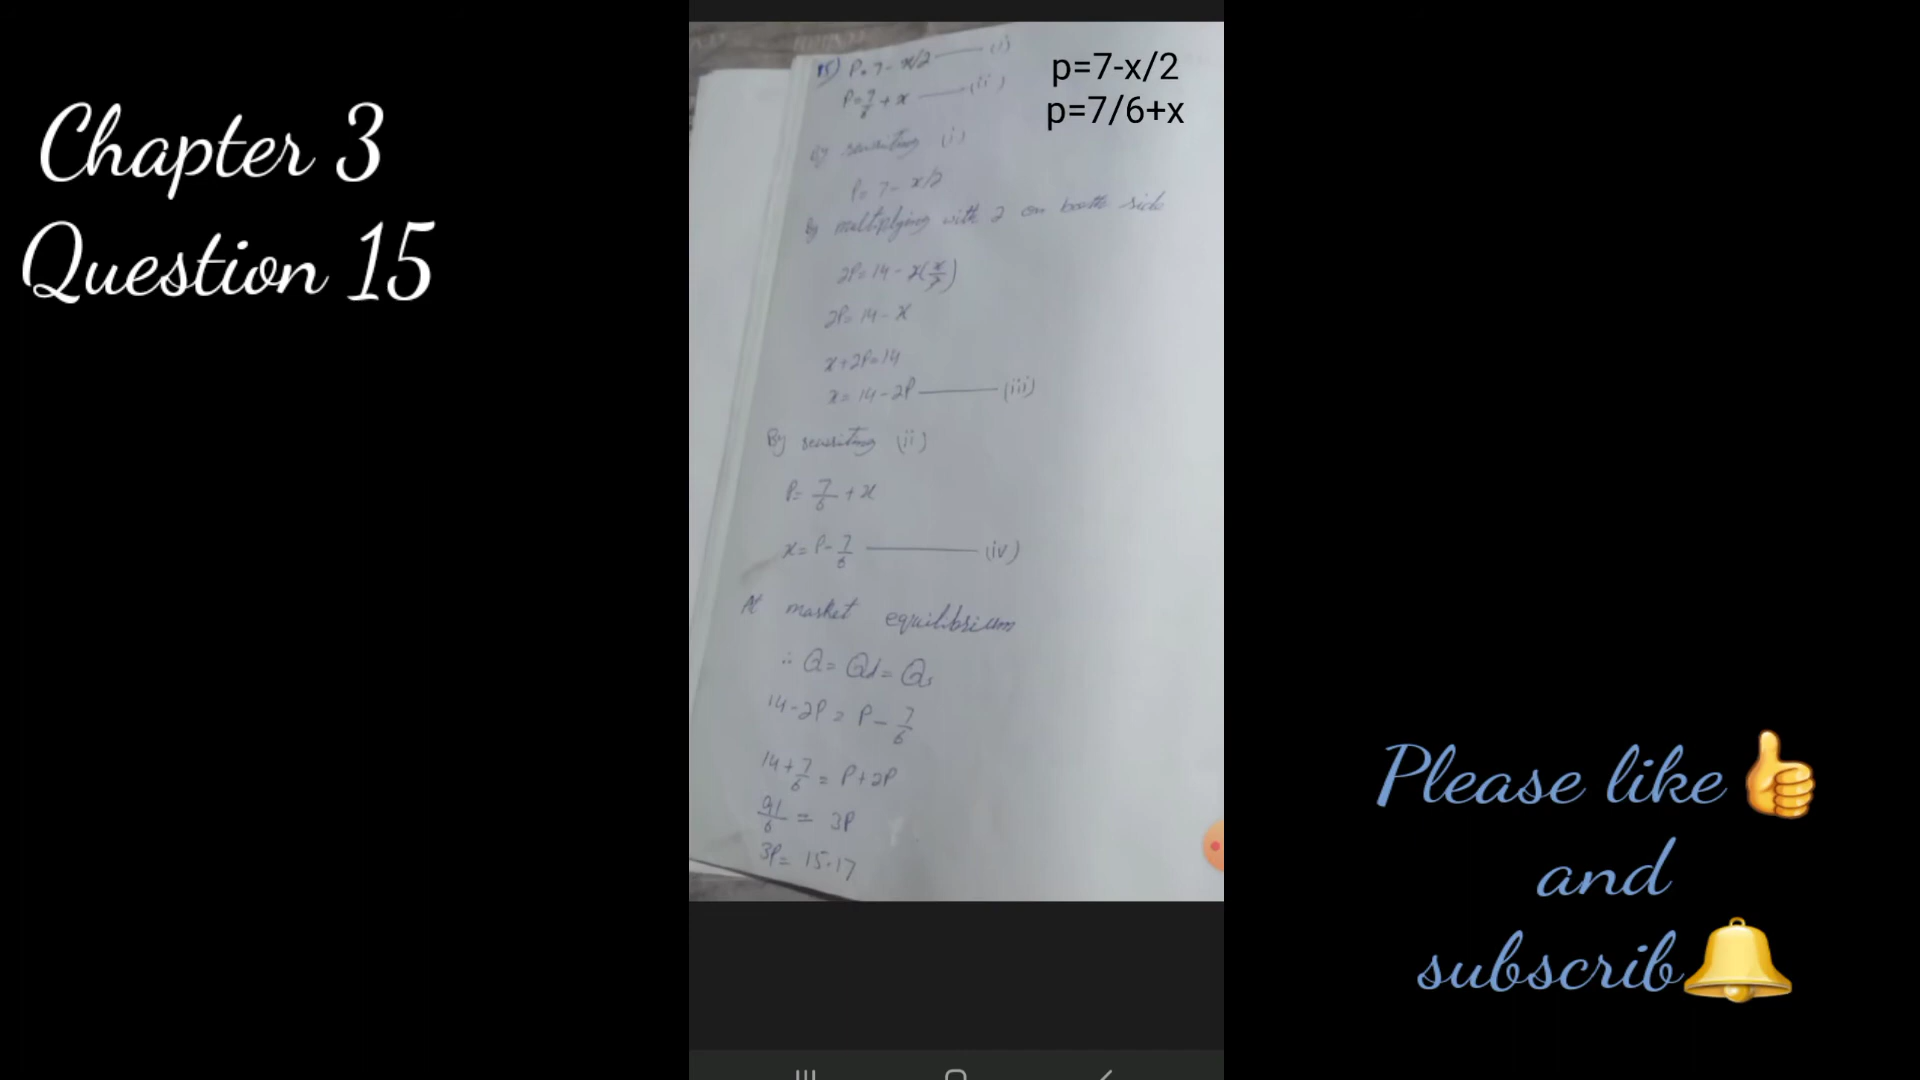 Chapter 3
Question 15
p=7-x/2
p=7/6+x
15) P=7-x/2 —— (i)
P=7/6+x —— (ii)
By rewriting (i)
P=7-x/2
By multiplying with 2 on booth side
2P=14-2(x/2)
2P=14-x
x+2P=14
x=14-2P —— (iii)
By rewriting (ii)
P=7/6+x
x=P-7/6 —— (iv)
At market equilibrium
∴ Q=Qd=Qs
14-2P=P-7/6
14+7/6=P+2P
91/6=3P
3P=15.17
Please like 👍
and
subscrib🔔